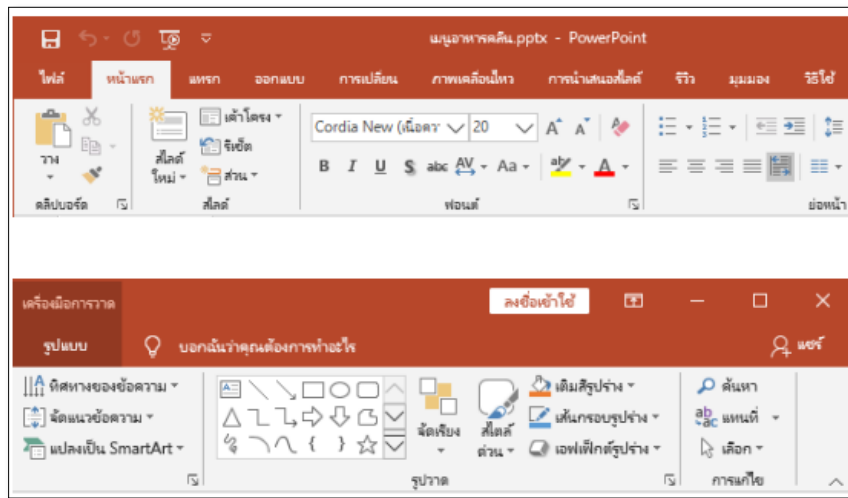 เมนูอาหารคลีน.pptx - PowerPoint
ไฟล์ หน้าแรก แทรก ออกแบบ การเปลี่ยน ภาพเคลื่อนไหว การนำเสนอสไลด์ รีวิว มุมมอง วิธีใช้
วาง
สไลด์ใหม่
เค้าโครง
รีเซ็ต
ส่วน
Cordia New (เนื้อคว 20 A A
B I U S abc AV Aa aby A
คลิปบอร์ด สไลด์ ฟอนต์ ย่อหน้า
เครื่องมือการวาด ลงชื่อเข้าใช้
รูปแบบ บอกฉันว่าคุณต้องการทำอะไร แชร์
ทิศทางของข้อความ
จัดแนวข้อความ
แปลงเป็น SmartArt
จัดเรียง
สไตล์ด่วน
เติมสีรูปร่าง
เส้นกรอบรูปร่าง
เอฟเฟ็กต์รูปร่าง
ค้นหา
แทนที่
เลือก
รูปวาด การแก้ไข